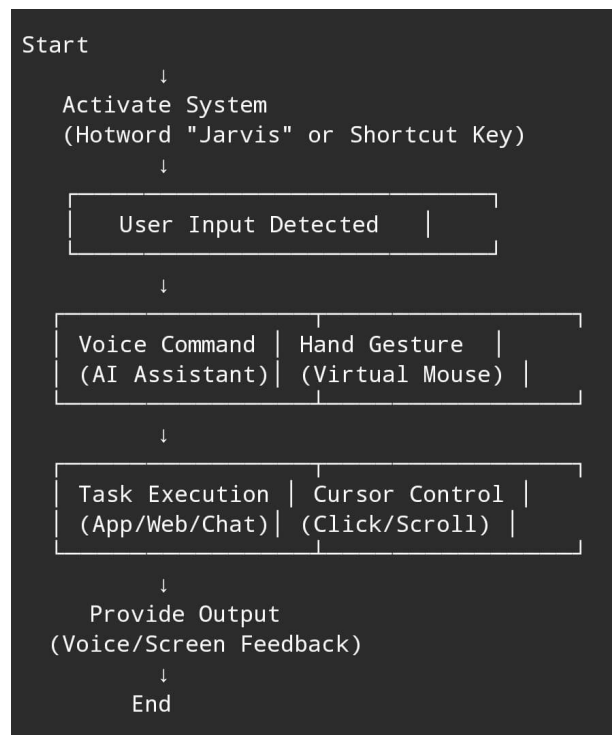 Start
↓
Activate System
(Hotword "Jarvis" or Shortcut Key)
↓
User Input Detected
↓
Voice Command | Hand Gesture
(AI Assistant) | (Virtual Mouse)
↓
Task Execution | Cursor Control
(App/Web/Chat) | (Click/Scroll)
↓
Provide Output
(Voice/Screen Feedback)
↓
End